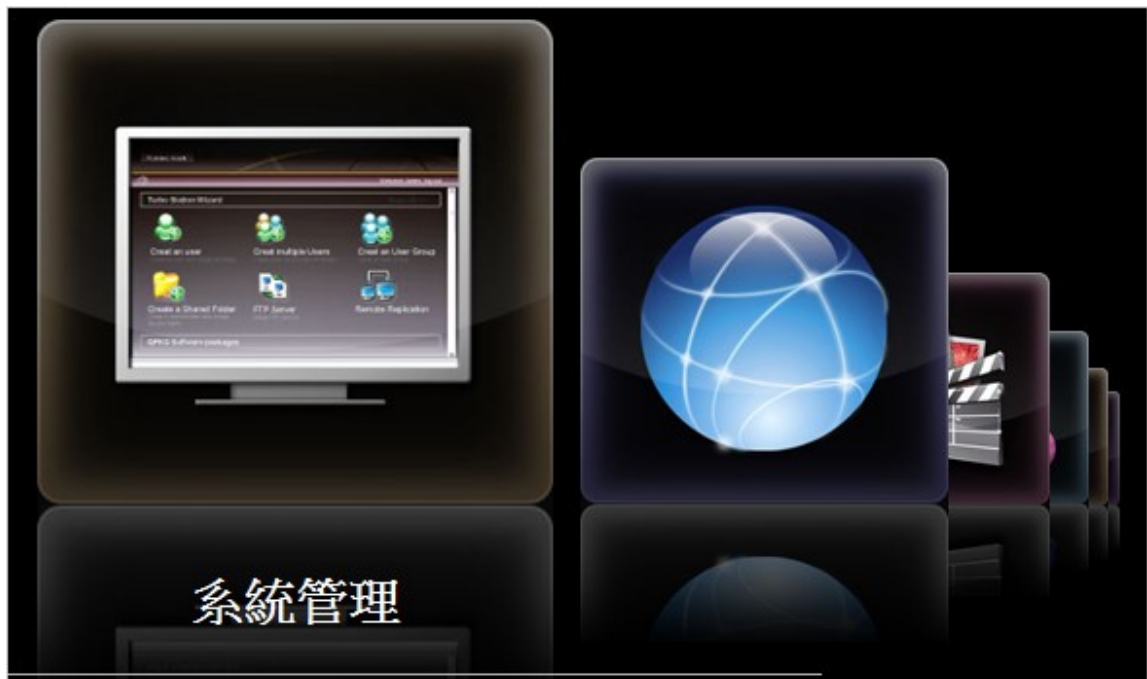 Turbo Station Wizard
Creat an user
Creat multiple Users
Creat an User Group
Create a Shared Folder
FTP Server
Remote Replication
QPKG Software packages
系統管理